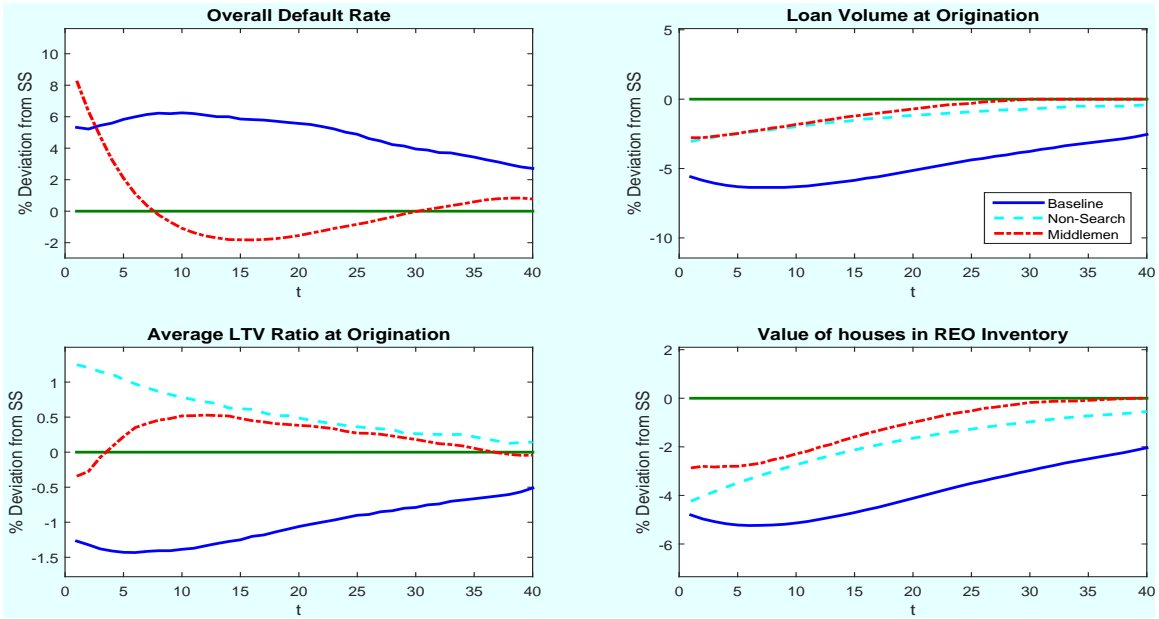 Overall Default Rate
% Deviation from SS
10
8
6
4
2
0
-2
0 5 10 15 20 25 30 35 40
t
Loan Volume at Origination
% Deviation from SS
5
0
-5
-10
Baseline
Non-Search
Middlemen
0 5 10 15 20 25 30 35 40
t
Average LTV Ratio at Origination
% Deviation from SS
1
0.5
0
-0.5
-1
-1.5
0 5 10 15 20 25 30 35 40
t
Value of houses in REO Inventory
% Deviation from SS
2
0
-2
-4
-6
0 5 10 15 20 25 30 35 40
t